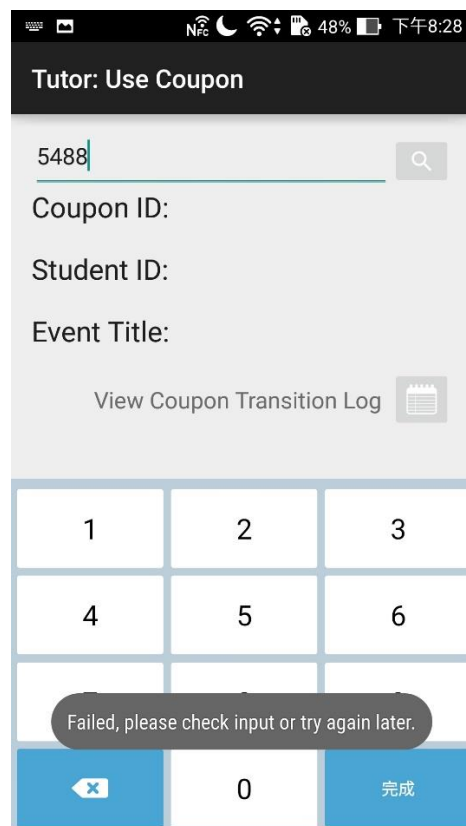 NFC 48% 下午8:28
Tutor: Use Coupon
5488
Coupon ID:
Student ID:
Event Title:
View Coupon Transition Log
1 2 3
4 5 6
Failed, please check input or try again later.
0 完成